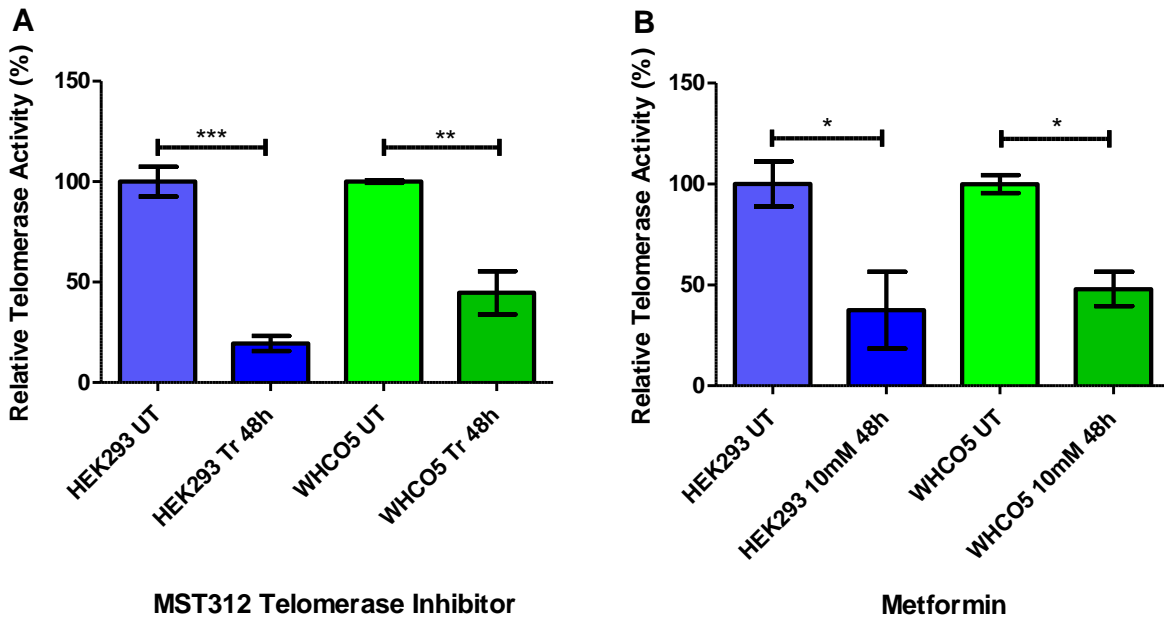 A
Relative Telomerase Activity (%)
150
100
50
0
***
**
HEK293 UT
HEK293 Tr 48h
WHCO5 UT
WHCO5 Tr 48h
MST312 Telomerase Inhibitor
B
Relative Telomerase Activity (%)
150
100
50
0
*
*
HEK293 UT
HEK293 10mM 48h
WHCO5 UT
WHCO5 10mM 48h
Metformin